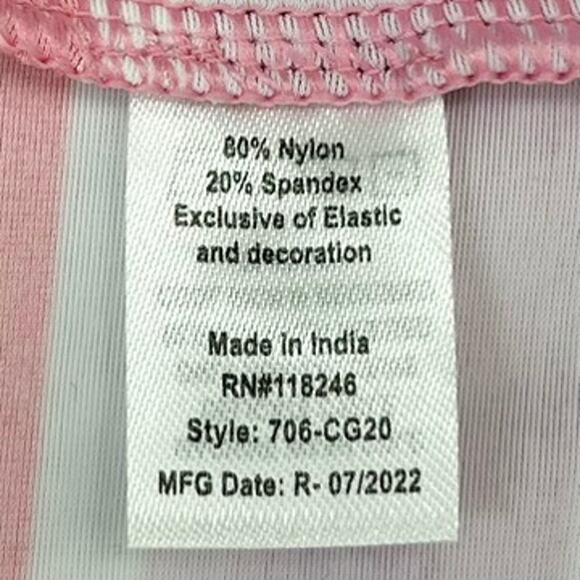 80% Nylon
20% Spandex
Exclusive of Elastic
and decoration
Made in India
RN#118246
Style: 706-CG20
MFG Date: R- 07/2022